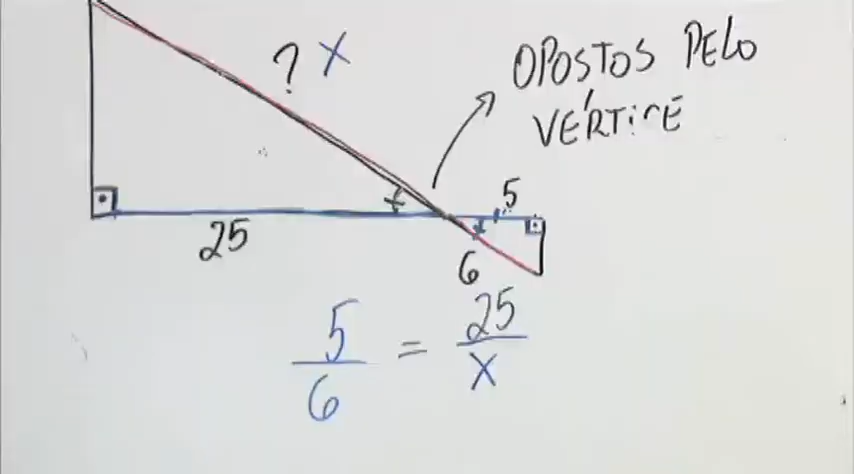 ? X
OPOSTOS PELO
VÉRTICE
5
25
6
5/6 = 25/X